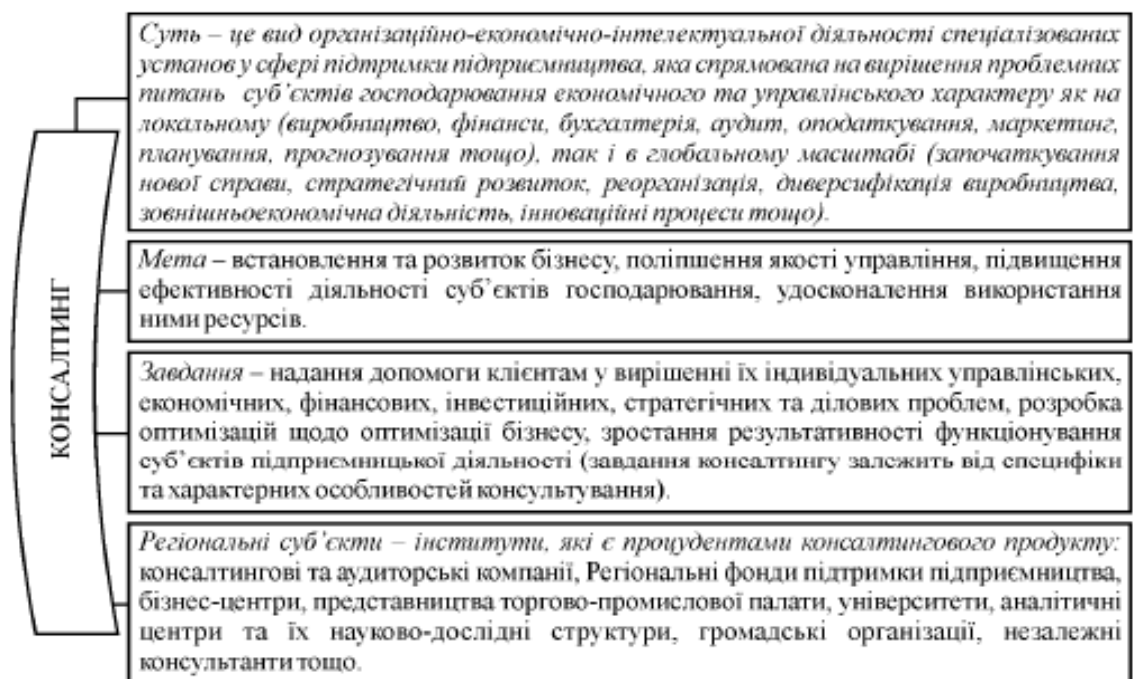 КОНСАЛТИНГ
Суть – це вид організаційно-економічно-інтелектуальної діяльності спеціалізованих
установ у сфері підтримки підприємництва, яка спрямована на вирішення проблемних
питань суб’єктів господарювання економічного та управлінського характеру як на
локальному (виробництво, фінанси, бухгалтерія, аудит, оподаткування, маркетинг,
планування, прогнозування тощо), так і в глобальному масштабі (започаткування
нової справи, стратегічний розвиток, реорганізація, диверсифікація виробництва,
зовнішньоекономічна діяльність, інноваційні процеси тощо).
Мета – встановлення та розвиток бізнесу, поліпшення якості управління, підвищення
ефективності діяльності суб’єктів господарювання, удосконалення використання
ними ресурсів.
Завдання – надання допомоги клієнтам у вирішенні їх індивідуальних управлінських,
економічних, фінансових, інвестиційних, стратегічних та ділових проблем, розробка
оптимізацій щодо оптимізації бізнесу, зростання результативності функціонування
суб’єктів підприємницької діяльності (завдання консалтингу залежить від специфіки
та характерних особливостей консультування).
Регіональні суб’єкти – інститути, які є процудентами консалтингового продукту:
консалтингові та аудиторські компанії, Регіональні фонди підтримки підприємництва,
бізнес-центри, представництва торгово-промислової палати, університети, аналітичні
центри та їх науково-дослідні структури, громадські організації, незалежні
консультанти тощо.